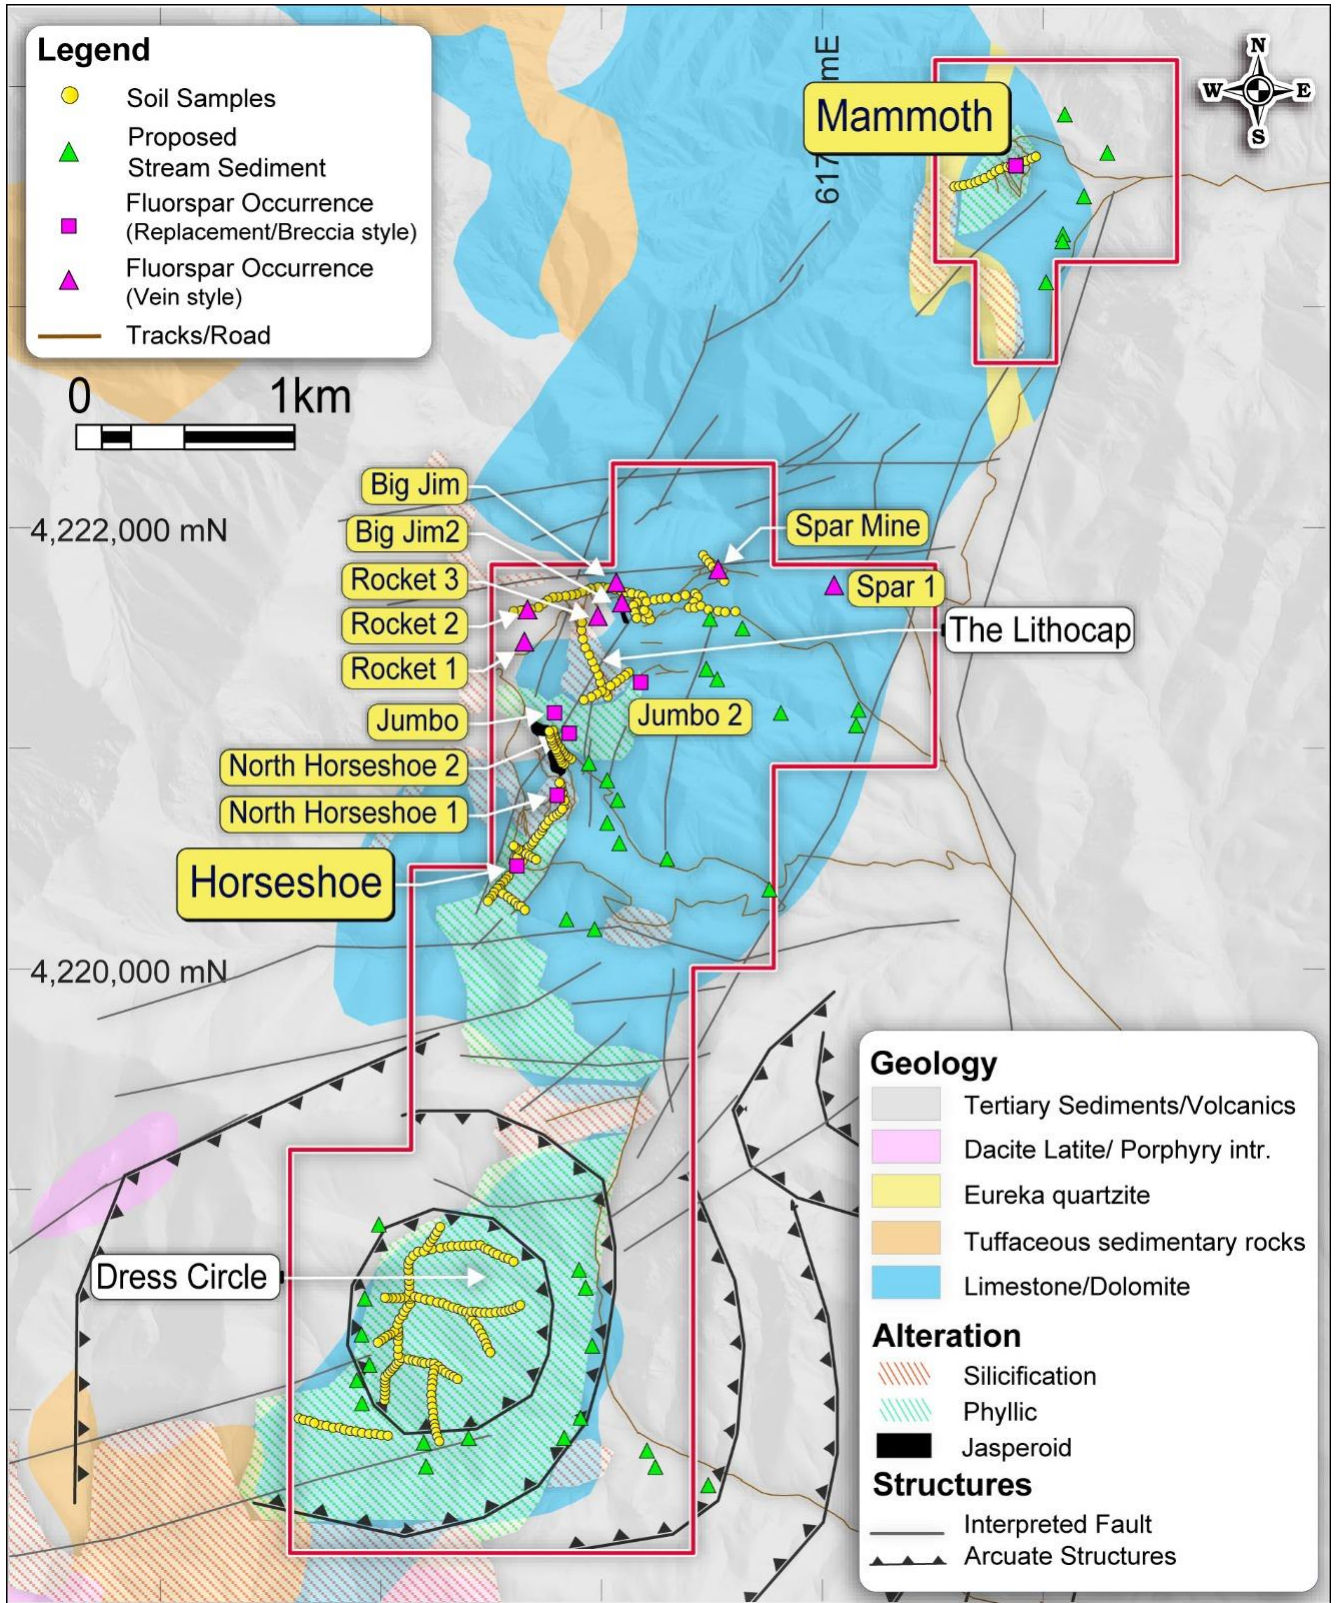 Legend
Soil Samples
Proposed
Stream Sediment
Fluorspar Occurrence
(Replacement/Breccia style)
Fluorspar Occurrence
(Vein style)
Tracks/Road
0 1km
617
mE
N
W E
S
Mammoth
4,222,000 mN
Big Jim
Big Jim2
Rocket 3
Rocket 2
Rocket 1
Jumbo
North Horseshoe 2
North Horseshoe 1
Horseshoe
Spar Mine
Spar 1
The Lithocap
Jumbo 2
4,220,000 mN
Dress Circle
Geology
Tertiary Sediments/Volcanics
Dacite Latite/ Porphyry intr.
Eureka quartzite
Tuffaceous sedimentary rocks
Limestone/Dolomite
Alteration
Silicification
Phyllic
Jasperoid
Structures
Interpreted Fault
Arcuate Structures